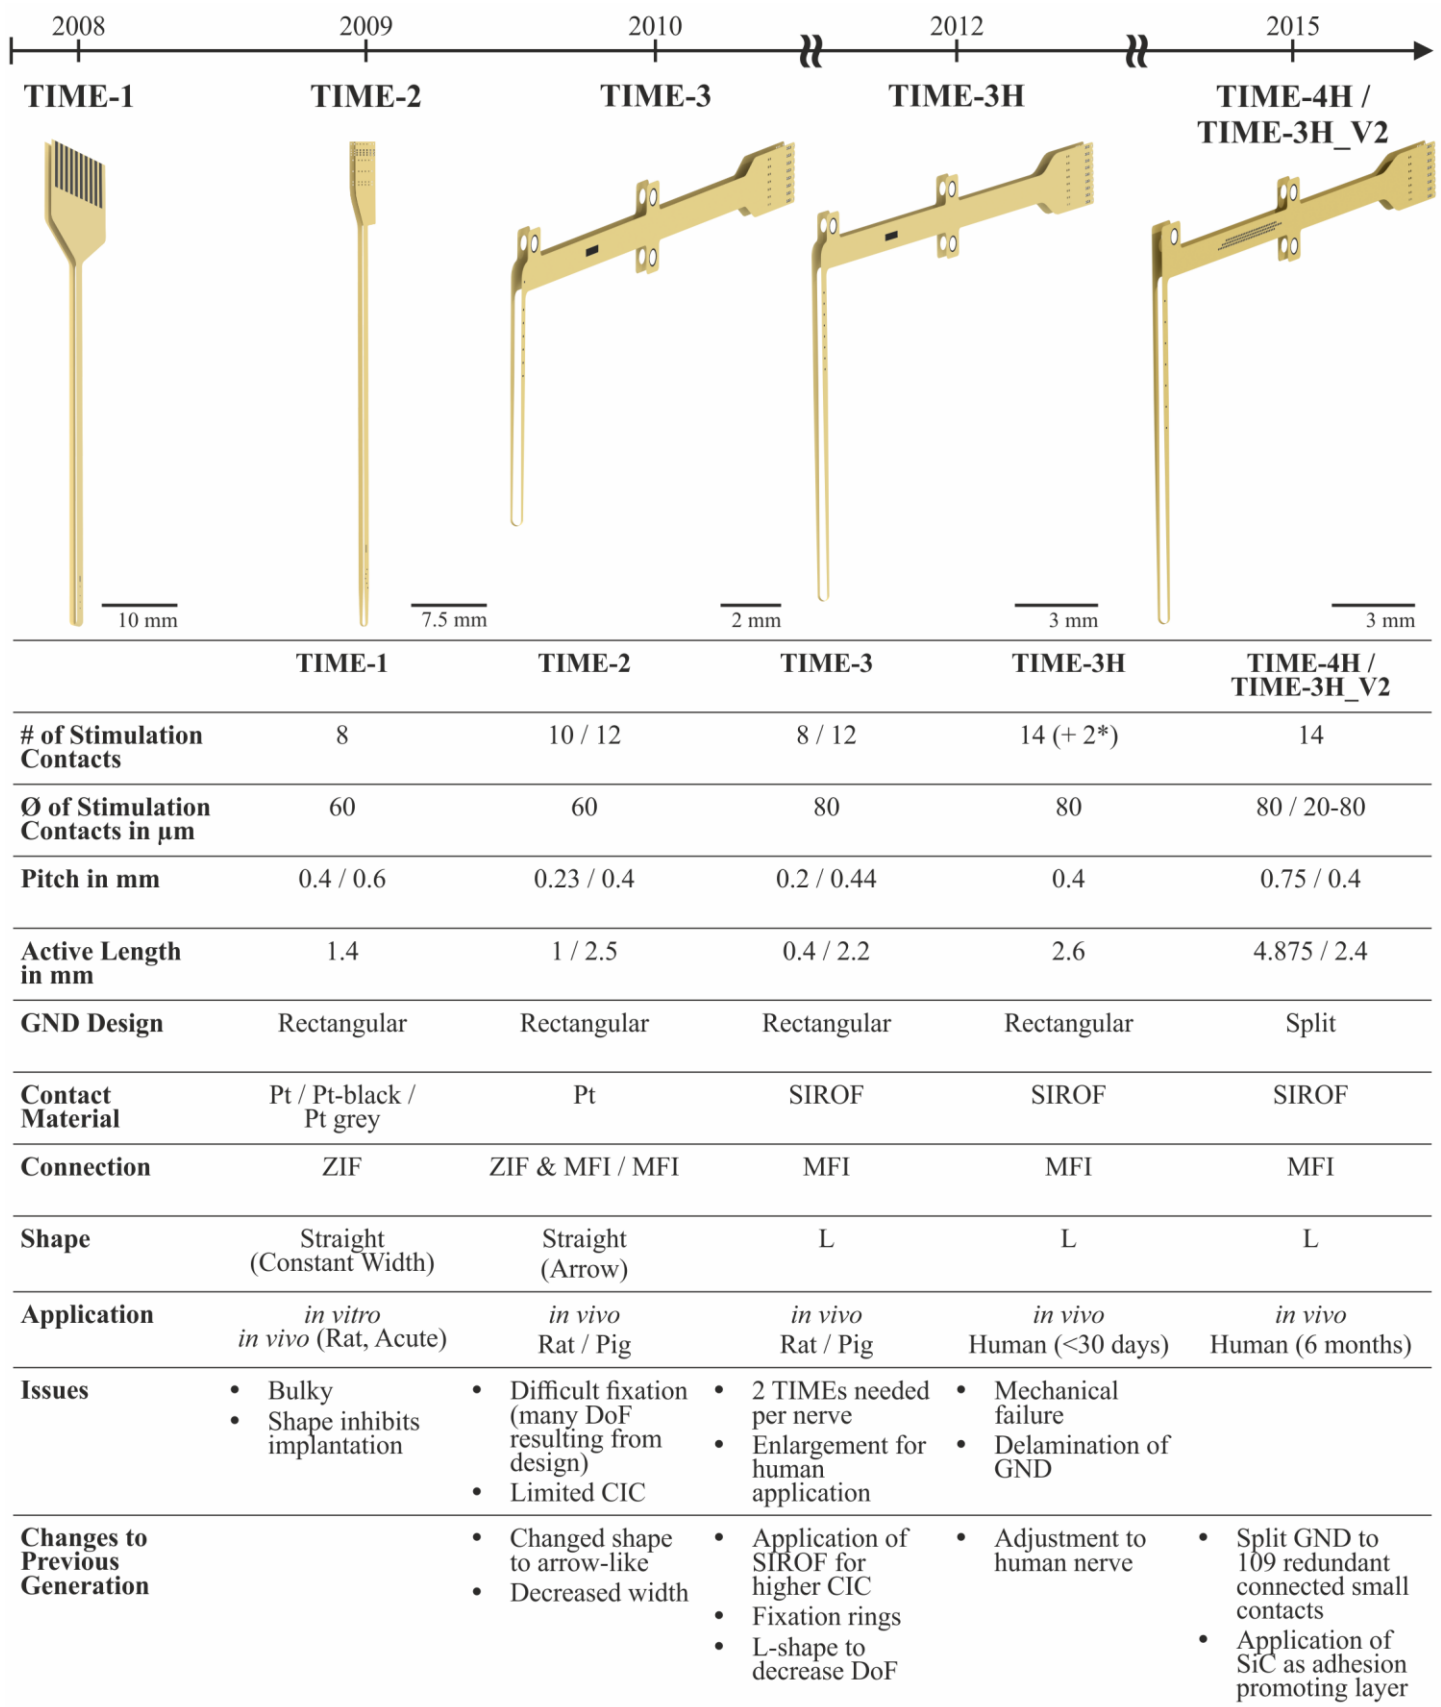 2008 2009 2010 2012 2015
TIME-1 TIME-2 TIME-3 TIME-3H TIME-4H /
TIME-3H_V2
10 mm 7.5 mm 2 mm 3 mm 3 mm
TIME-1 TIME-2 TIME-3 TIME-3H TIME-4H /
TIME-3H_V2
# of Stimulation
Contacts
8 10 / 12 8 / 12 14 (+ 2*) 14
Ø of Stimulation
Contacts in µm
60 60 80 80 80 / 20-80
Pitch in mm 0.4 / 0.6 0.23 / 0.4 0.2 / 0.44 0.4 0.75 / 0.4
Active Length
in mm
1.4 1 / 2.5 0.4 / 2.2 2.6 4.875 / 2.4
GND Design Rectangular Rectangular Rectangular Rectangular Split
Contact
Material
Pt / Pt-black /
Pt grey
Pt SIROF SIROF SIROF
Connection ZIF ZIF & MFI / MFI MFI MFI MFI
Shape
Straight
(Constant Width)
Straight
(Arrow)
L L L
Application
in vitro
in vivo (Rat, Acute)
in vivo
Rat / Pig
in vivo
Rat / Pig
in vivo
Human (<30 days)
in vivo
Human (6 months)
Issues
• Bulky
• Shape inhibits
implantation
• Difficult fixation
(many DoF
resulting from
design)
• Limited CIC
• 2 TIMEs needed
per nerve
• Enlargement for
human
application
• Mechanical
failure
• Delamination of
GND
Changes to
Previous
Generation
• Changed shape
to arrow-like
• Decreased width
• Application of
SIROF for
higher CIC
• Fixation rings
• L-shape to
decrease DoF
• Adjustment to
human nerve
• Split GND to
109 redundant
connected small
contacts
• Application of
SiC as adhesion
promoting layer